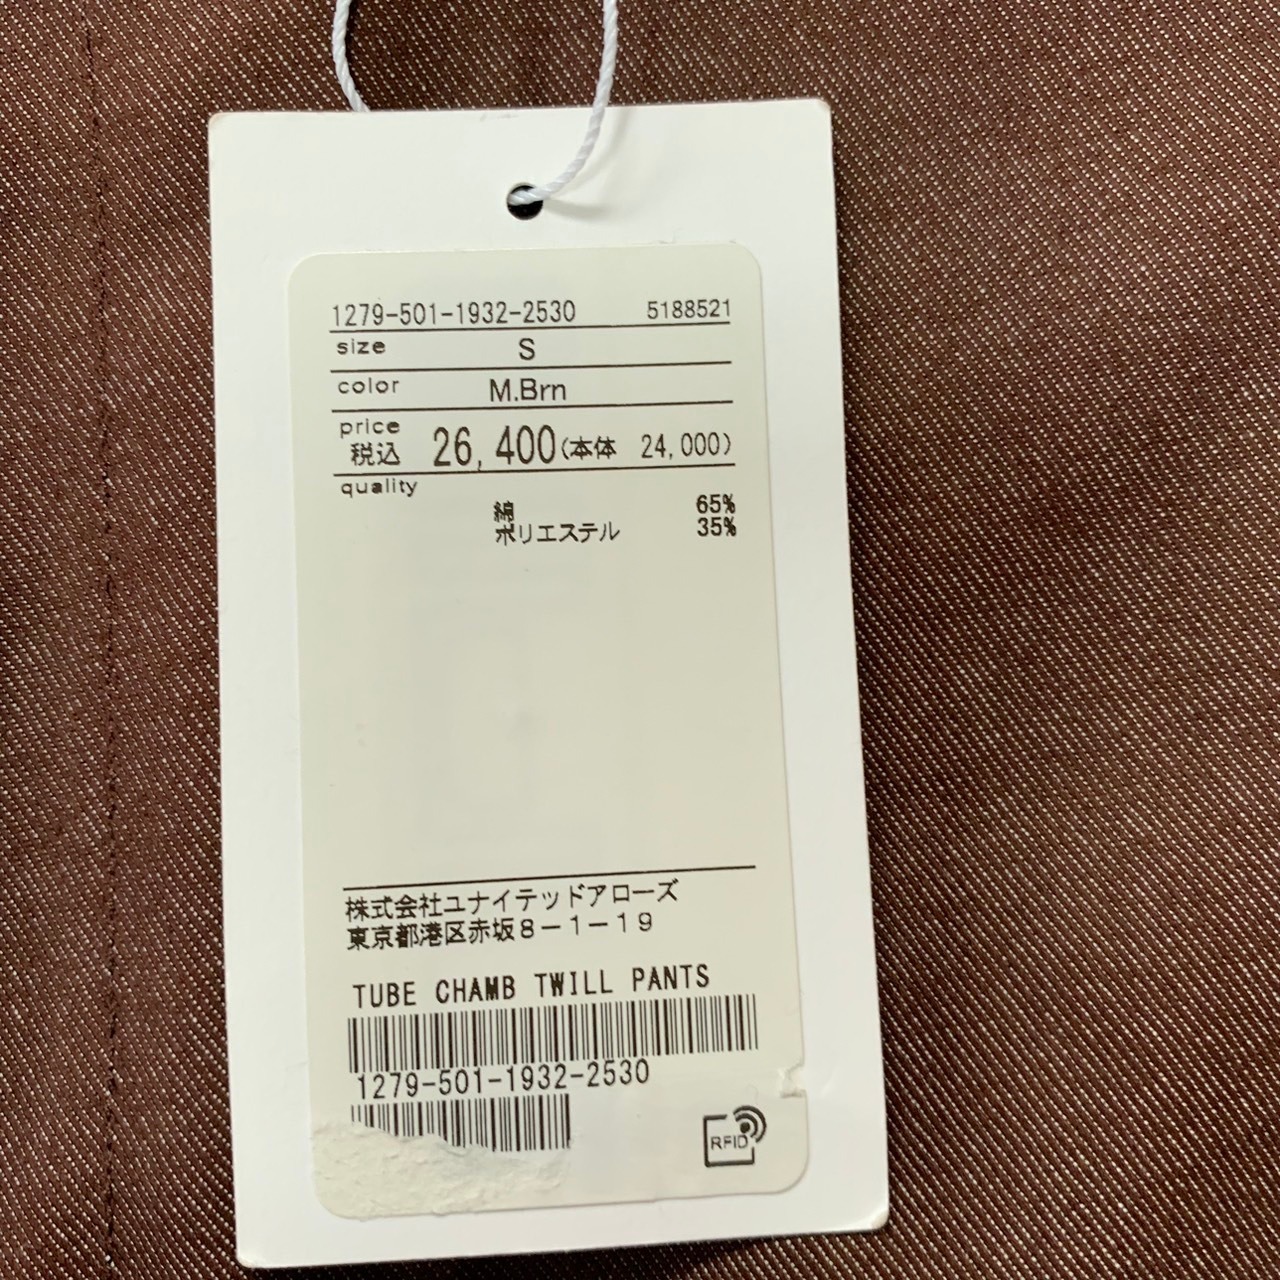 1279-501-1932-2530 5188521
size S
color M.Brn
price
税込 26,400(本体 24,000)
quality
綿 65%
ポリエステル 35%
株式会社ユナイテッドアローズ
東京都港区赤坂8-1-19
TUBE CHAMB TWILL PANTS
1279-501-1932-2530
RFID